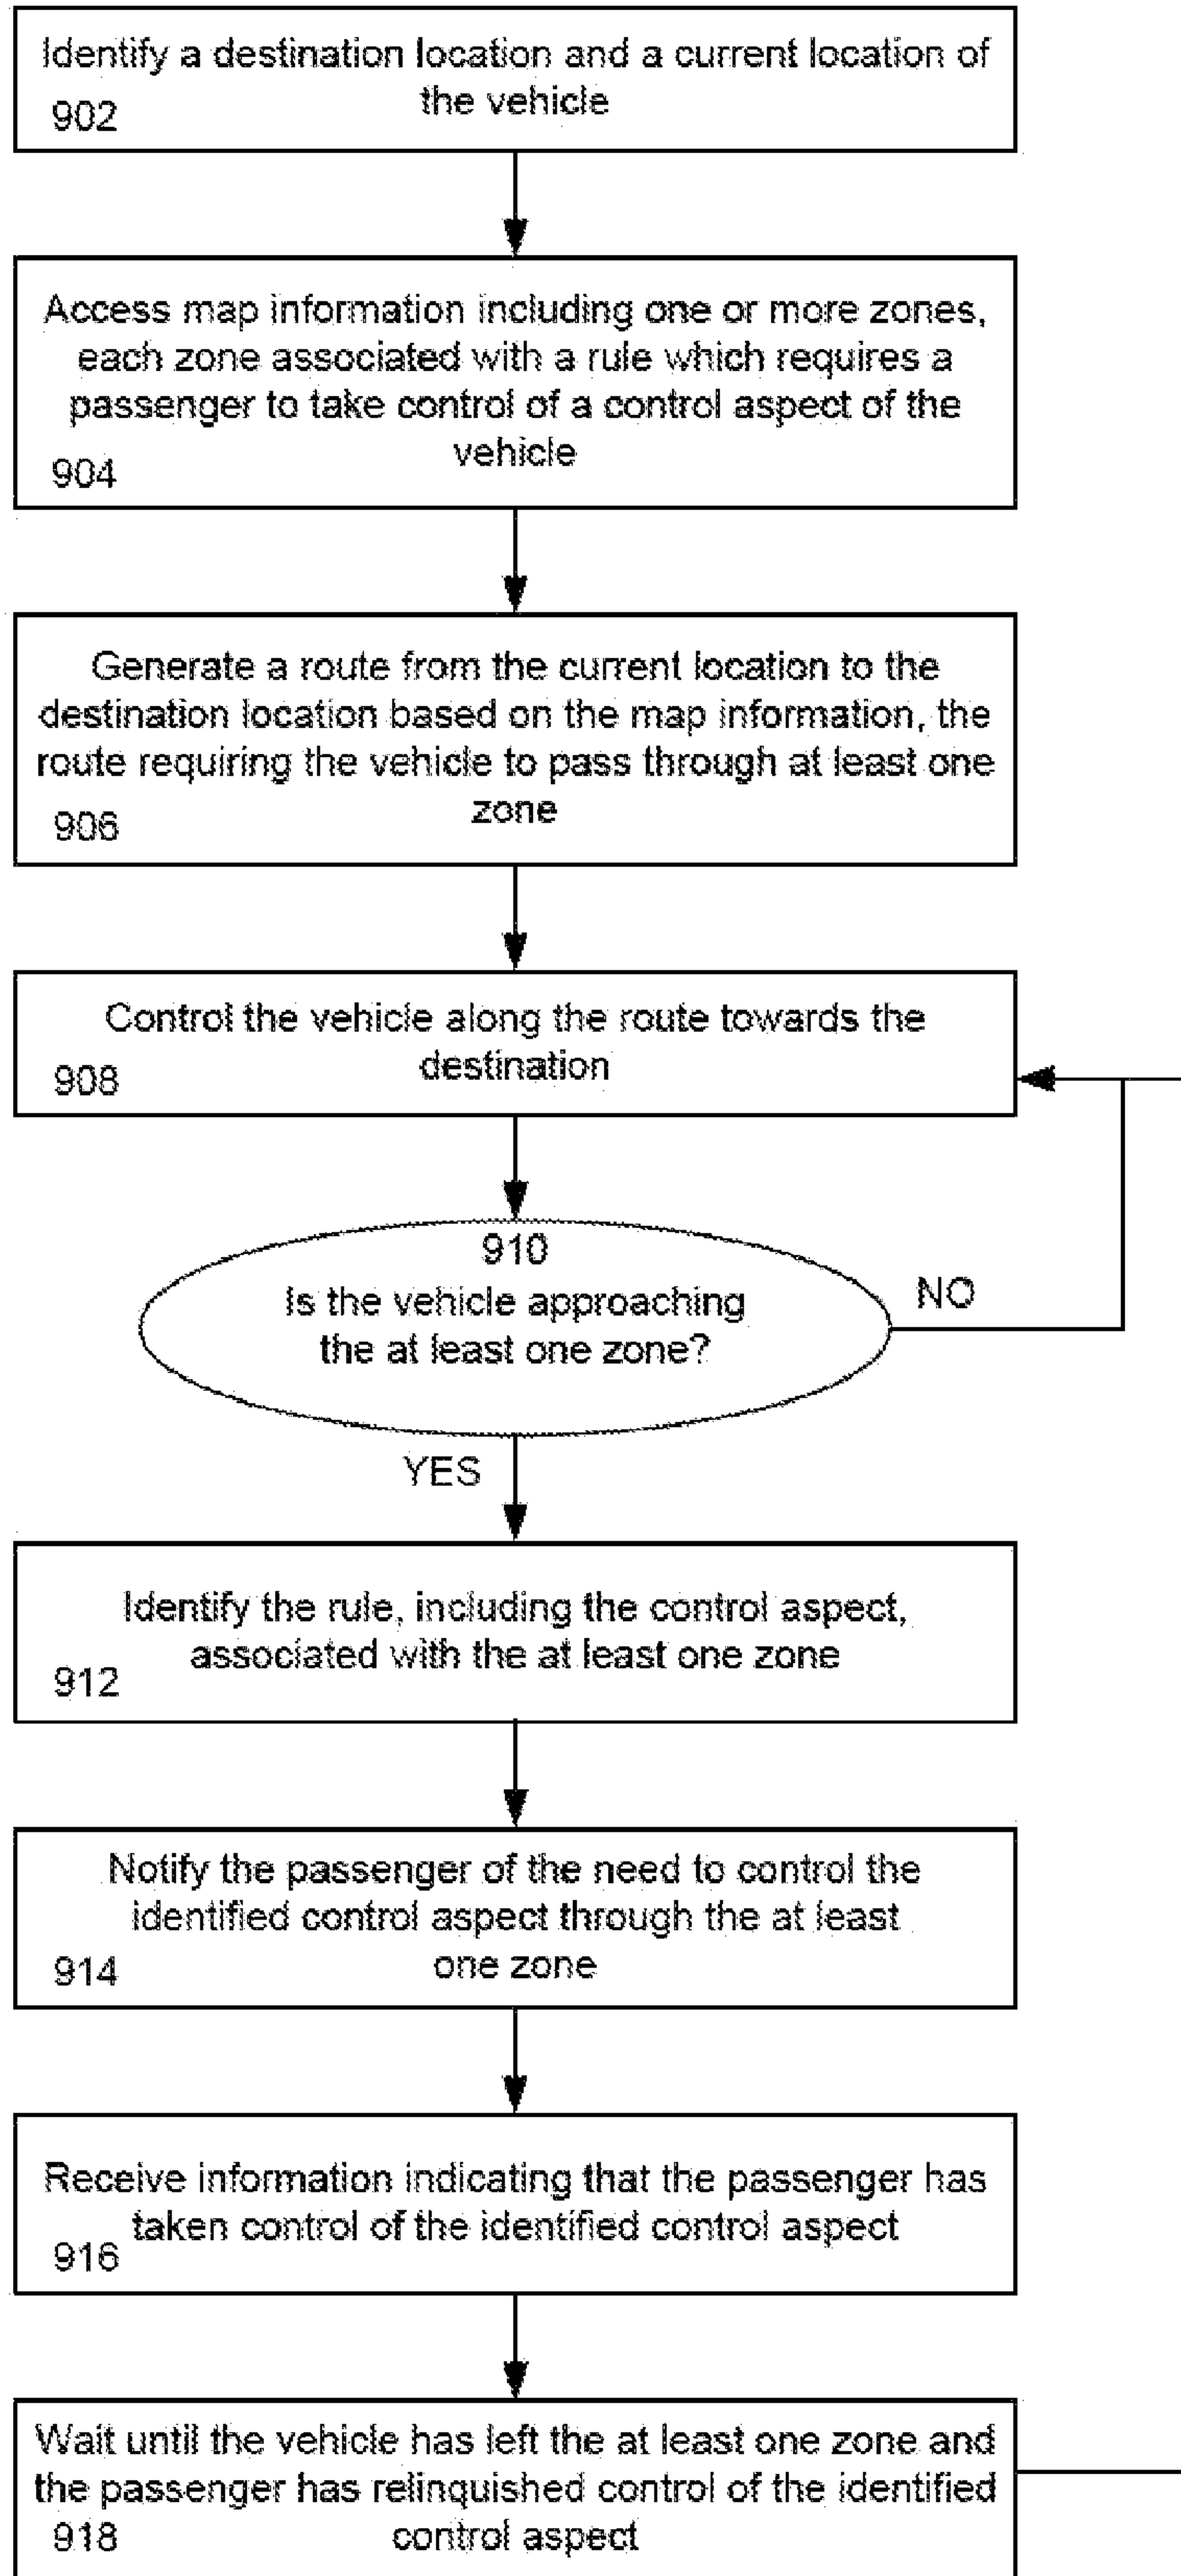 Identify a destination location and a current location of
the vehicle
902
Access map information including one or more zones,
each zone associated with a rule which requires a
passenger to take control of a control aspect of the
vehicle
904
Generate a route from the current location to the
destination location based on the map information, the
route requiring the vehicle to pass through at least one
zone
906
Control the vehicle along the route towards the
destination
908
910
Is the vehicle approaching
the at least one zone?
NO
YES
Identify the rule, including the control aspect,
associated with the at least one zone
912
Notify the passenger of the need to control the
identified control aspect through the at least
one zone
914
Receive information indicating that the passenger has
taken control of the identified control aspect
916
Wait until the vehicle has left the at least one zone and
the passenger has relinquished control of the identified
control aspect
918